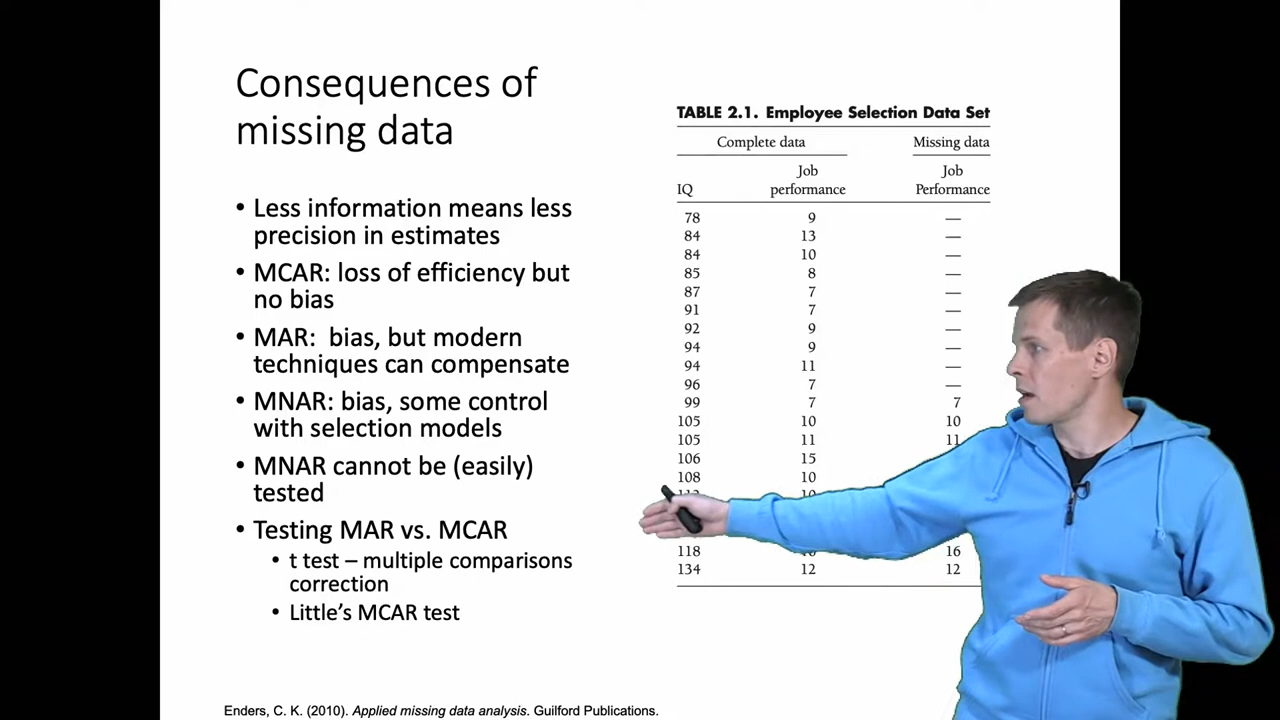 Consequences of
missing data
• Less information means less
precision in estimates
• MCAR: loss of efficiency but
no bias
• MAR: bias, but modern
techniques can compensate
• MNAR: bias, some control
with selection models
• MNAR cannot be (easily)
tested
• Testing MAR vs. MCAR
• t test – multiple comparisons
correction
• Little's MCAR test
TABLE 2.1. Employee Selection Data Set
Complete data Missing data
Job Job
IQ performance Performance
78 9 —
84 13 —
84 10 —
85 8 —
87 7 —
91 7 —
92 9 —
94 9 —
94 11 —
96 7 —
99 7 7
105 10 10
105 11 11
106 15
108 10
118 16
134 12 12
Enders, C. K. (2010). Applied missing data analysis. Guilford Publications.